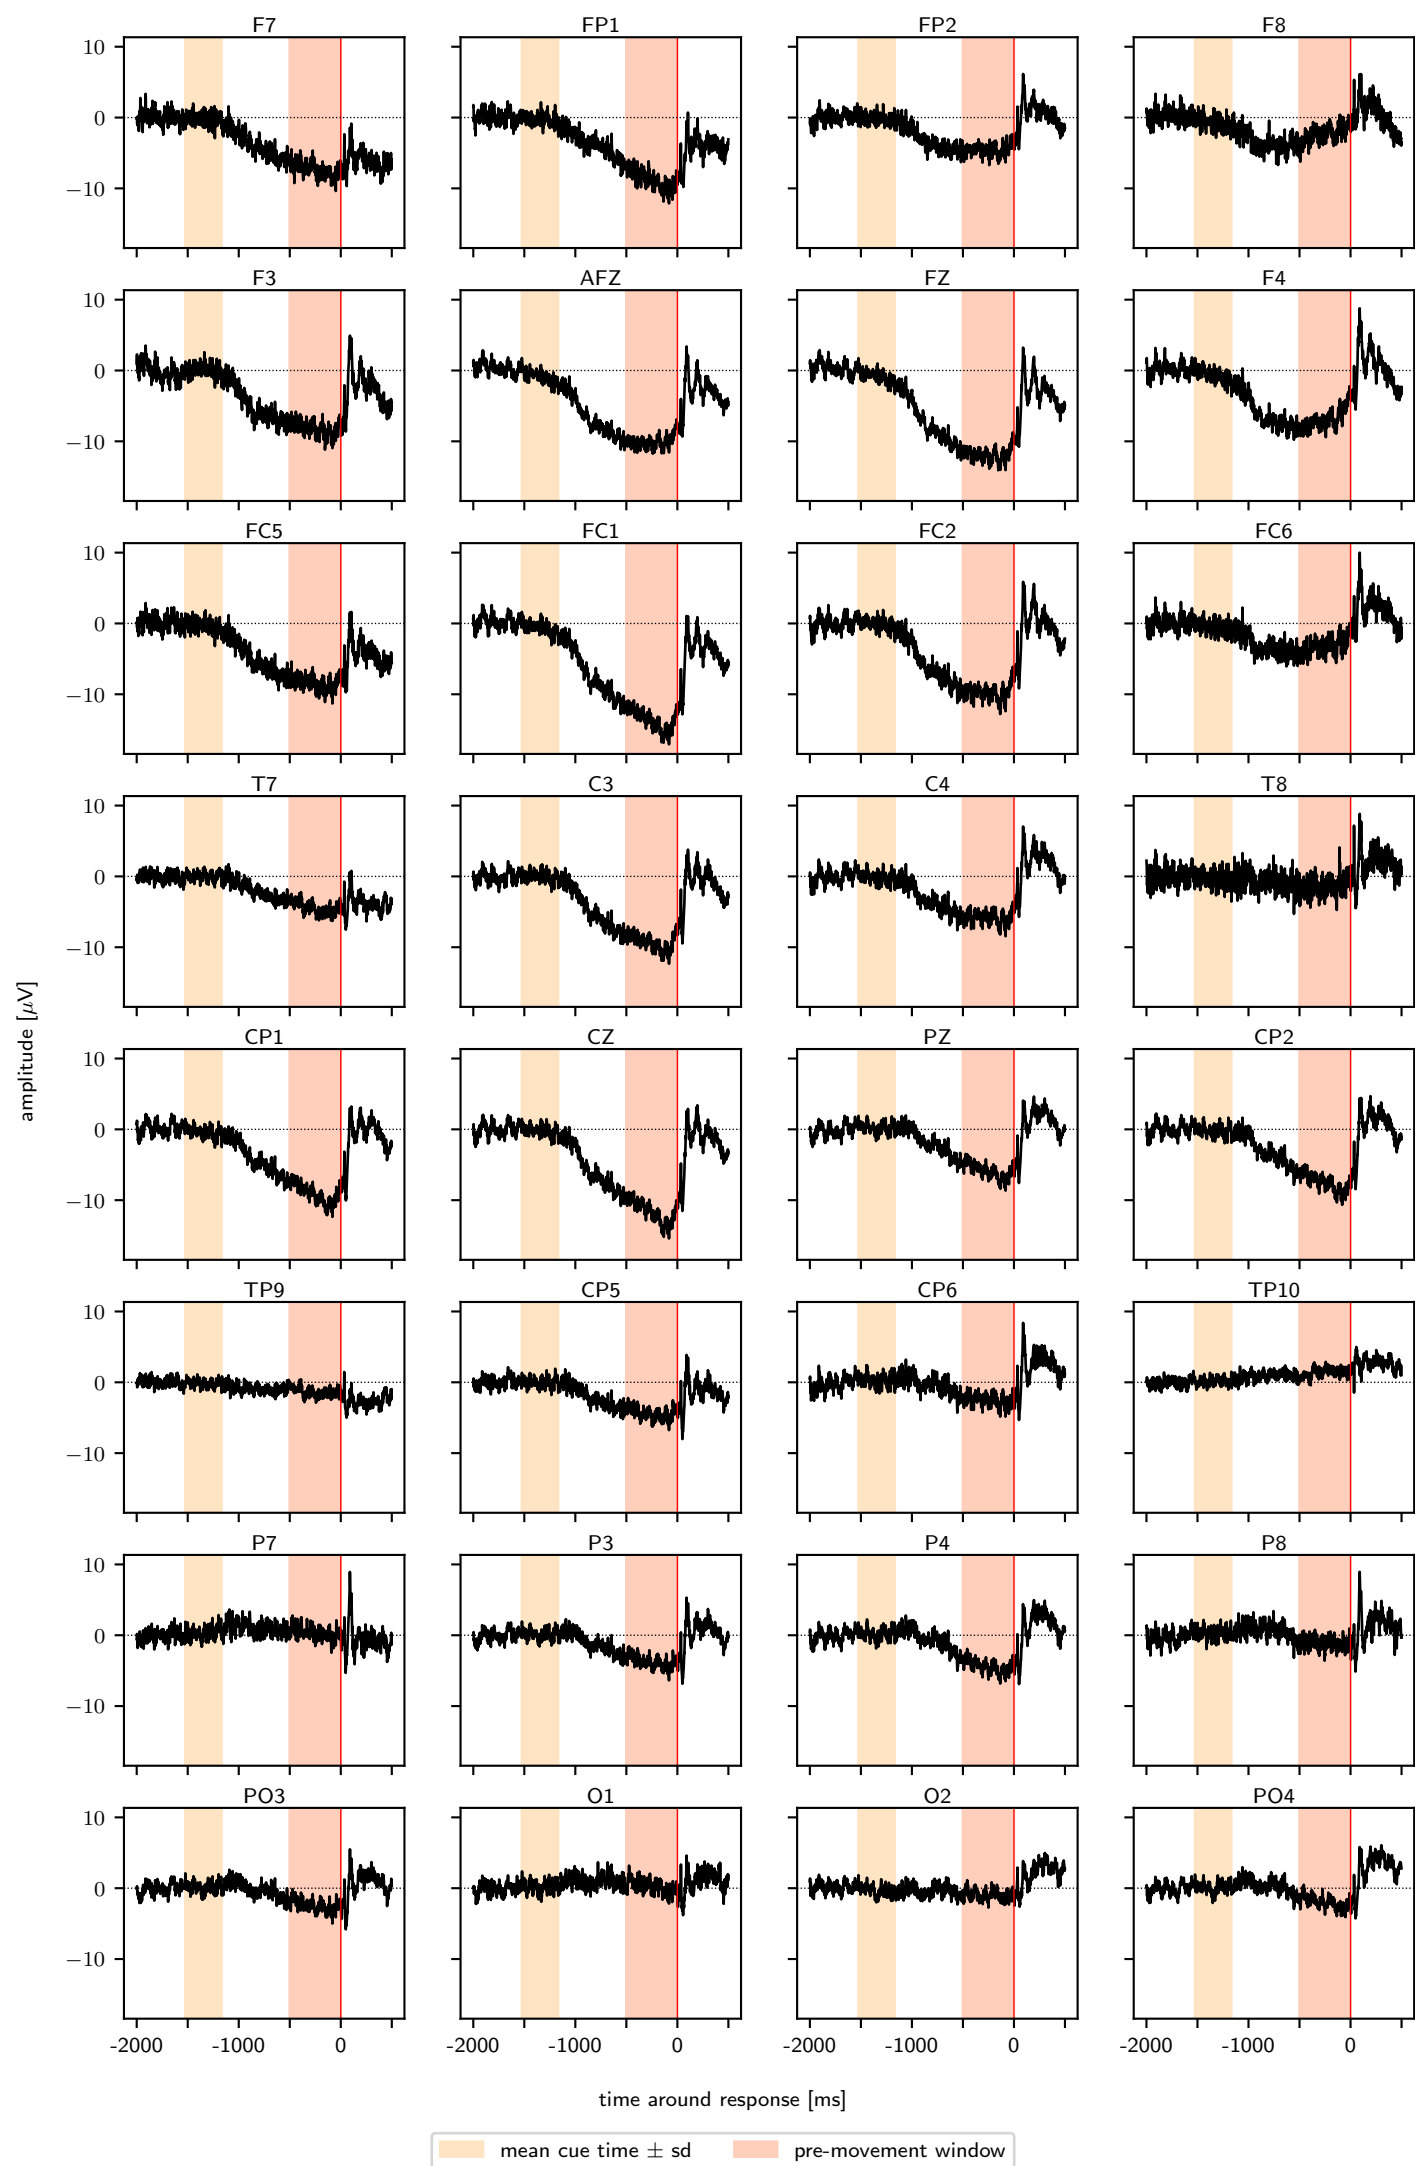 F7 FP1 FP2 F8
10
0
−10
F3 AFZ FZ F4
10
0
−10
FC5 FC1 FC2 FC6
10
0
−10
T7 C3 C4 T8
10
0
−10
amplitude [μV]
CP1 CZ PZ CP2
10
0
−10
TP9 CP5 CP6 TP10
10
0
−10
P7 P3 P4 P8
10
0
−10
PO3 O1 O2 PO4
10
0
−10
-2000 -1000 0 -2000 -1000 0 -2000 -1000 0 -2000 -1000 0
time around response [ms]
mean cue time ± sd pre-movement window